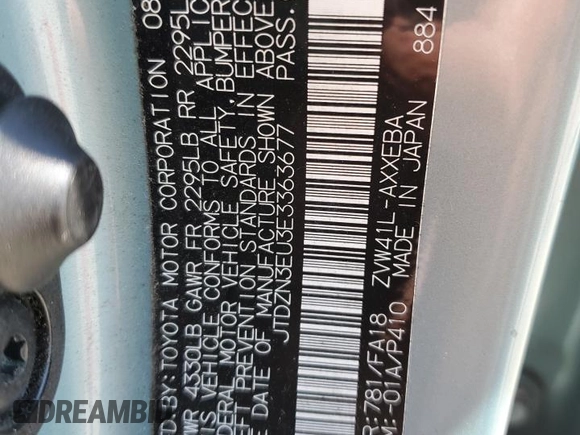 D. BY: TOYOTA MOTOR CORPORATION 08
WR 4330LB GAWR FR 2295LB RR 2295L
IS VEHICLE CONFORMS TO ALL APPLIC
DERAL MOTOR VEHICLE SAFETY, BUMPER
EFT PREVENTION STANDARDS IN EFFECT
E DATE OF MANUFACTURE SHOWN ABOVE
JTDZN3EU3E3363677 PASS.
R:781/FA18 ZVW41L-AXXEBA
M:-01A/P410 MADE IN JAPAN 884
DREAMBID